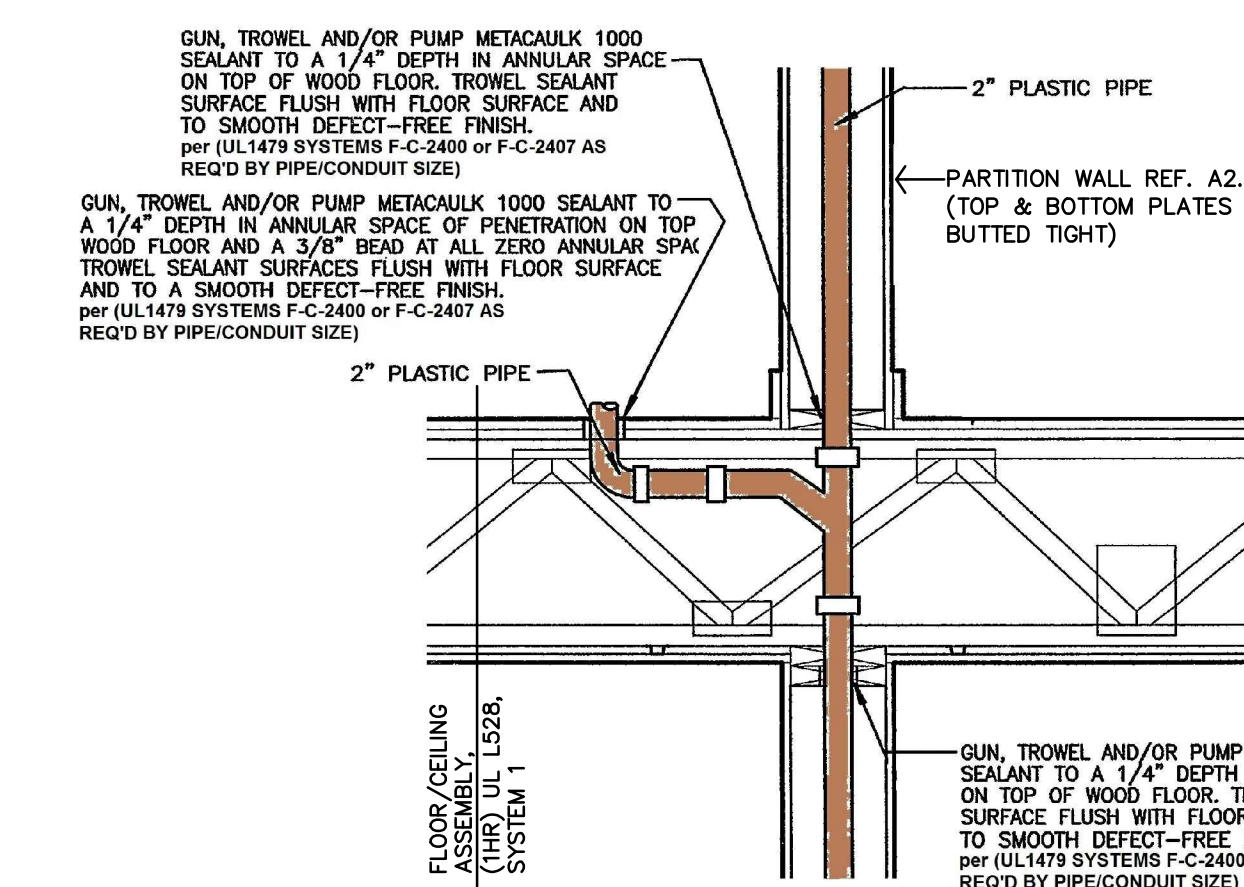 GUN, TROWEL AND/OR PUMP METACAULK 1000
SEALANT TO A 1/4" DEPTH IN ANNULAR SPACE
ON TOP OF WOOD FLOOR. TROWEL SEALANT
SURFACE FLUSH WITH FLOOR SURFACE AND
TO SMOOTH DEFECT-FREE FINISH.
per (UL1479 SYSTEMS F-C-2400 or F-C-2407 AS
REQ'D BY PIPE/CONDUIT SIZE)
GUN, TROWEL AND/OR PUMP METACAULK 1000 SEALANT TO
A 1/4" DEPTH IN ANNULAR SPACE OF PENETRATION ON TOP
WOOD FLOOR AND A 3/8" BEAD AT ALL ZERO ANNULAR SPAC
TROWEL SEALANT SURFACES FLUSH WITH FLOOR SURFACE
AND TO A SMOOTH DEFECT-FREE FINISH.
per (UL1479 SYSTEMS F-C-2400 or F-C-2407 AS
REQ'D BY PIPE/CONDUIT SIZE)
2" PLASTIC PIPE
2" PLASTIC PIPE
PARTITION WALL REF. A2.
(TOP & BOTTOM PLATES
BUTTED TIGHT)
FLOOR/CEILING
ASSEMBLY,
(1HR) UL L528,
SYSTEM 1
GUN, TROWEL AND/OR PUMP
SEALANT TO A 1/4" DEPTH
ON TOP OF WOOD FLOOR.
SURFACE FLUSH WITH FLOOR
TO SMOOTH DEFECT-FREE
per (UL1479 SYSTEMS F-C-2400
REQ'D BY PIPE/CONDUIT SIZE)